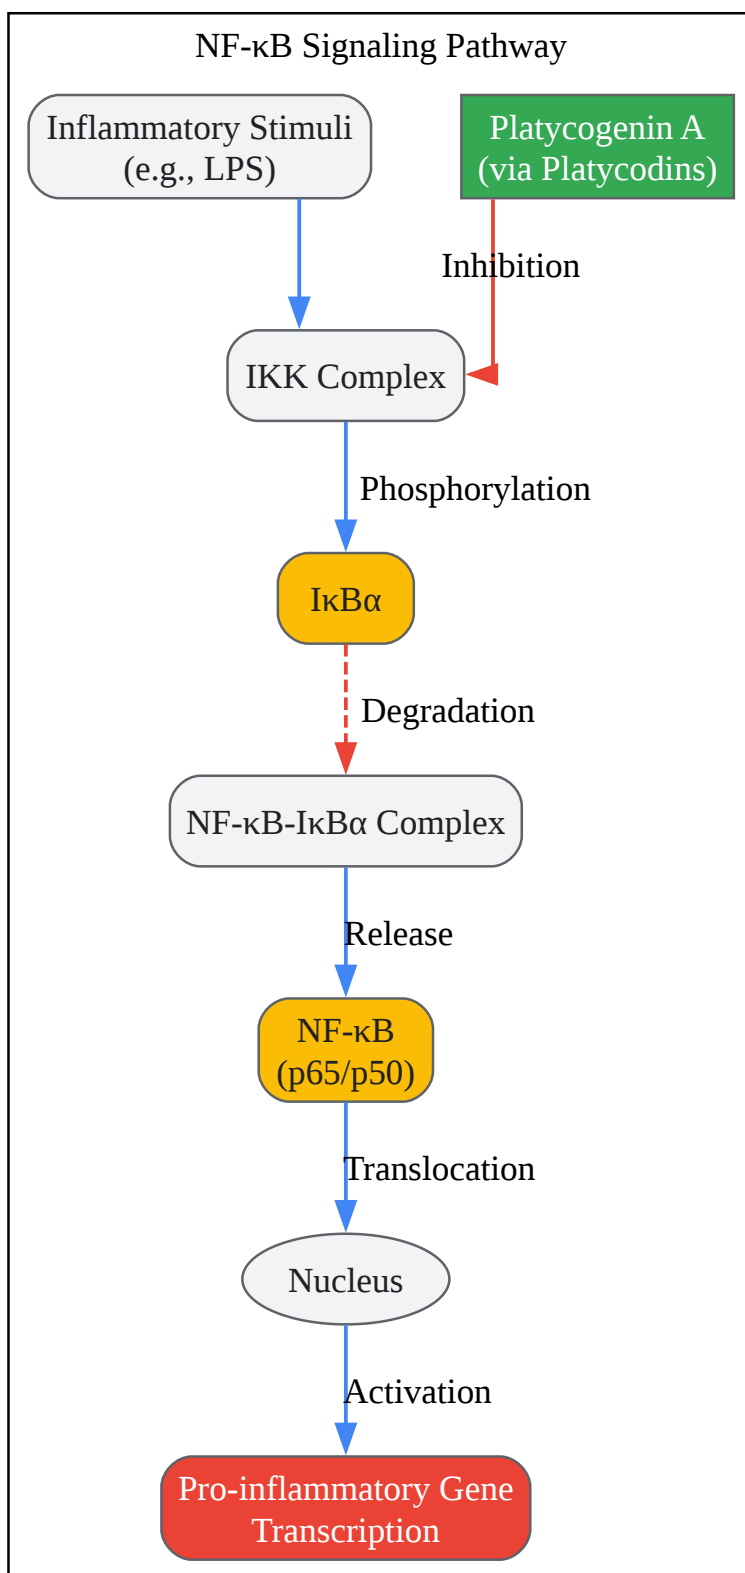 NF-κB Signaling Pathway
Inflammatory Stimuli
(e.g., LPS)
Platycogenin A
(via Platycodins)
Inhibition
IKK Complex
Phosphorylation
IκBα
Degradation
NF-κB-IκBα Complex
Release
NF-κB
(p65/p50)
Translocation
Nucleus
Activation
Pro-inflammatory Gene
Transcription